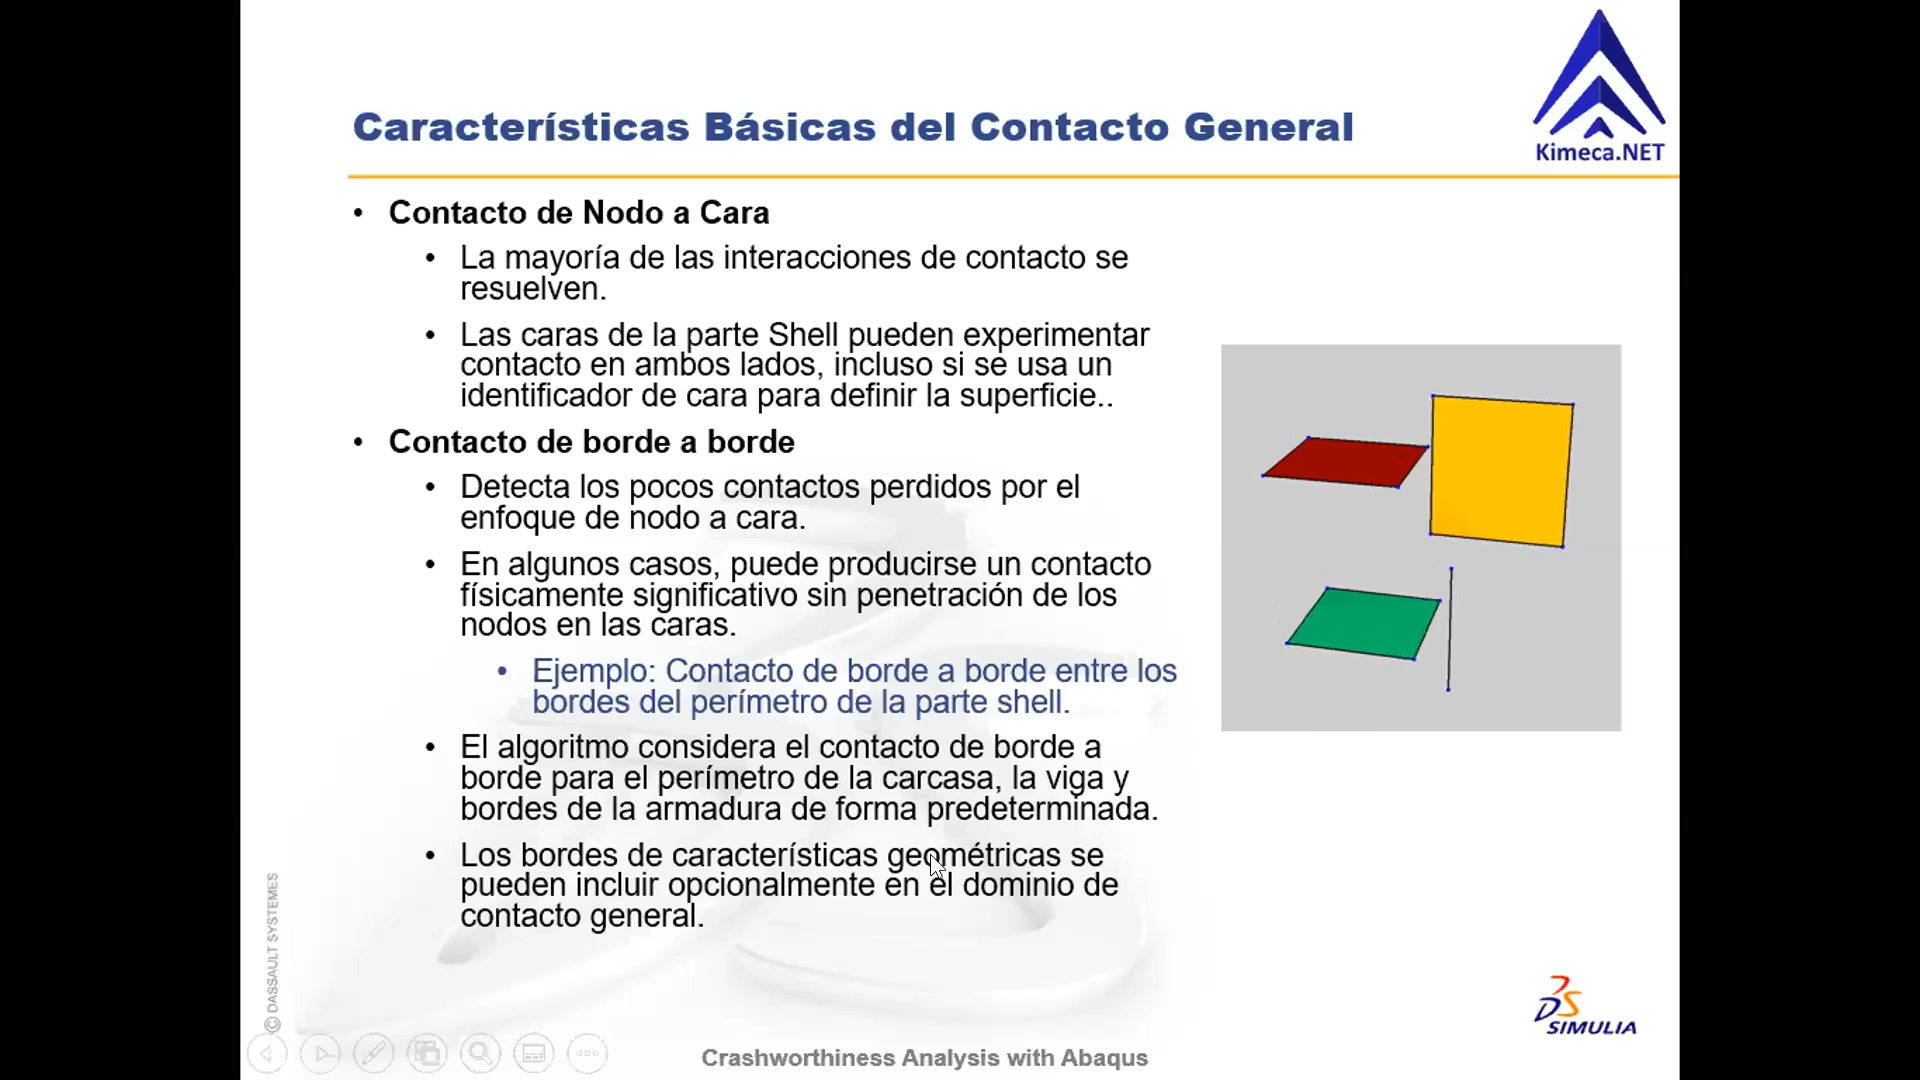 Kimeca.NET
Características Básicas del Contacto General
• Contacto de Nodo a Cara
• La mayoría de las interacciones de contacto se
resuelven.
• Las caras de la parte Shell pueden experimentar
contacto en ambos lados, incluso si se usa un
identificador de cara para definir la superficie..
• Contacto de borde a borde
• Detecta los pocos contactos perdidos por el
enfoque de nodo a cara.
• En algunos casos, puede producirse un contacto
físicamente significativo sin penetración de los
nodos en las caras.
• Ejemplo: Contacto de borde a borde entre los
bordes del perímetro de la parte shell.
• El algoritmo considera el contacto de borde a
borde para el perímetro de la carcasa, la viga y
bordes de la armadura de forma predeterminada.
• Los bordes de características geométricas se
pueden incluir opcionalmente en el dominio de
contacto general.
© DASSAULT SYSTEMES
DS
SIMULIA
Crashworthiness Analysis with Abaqus